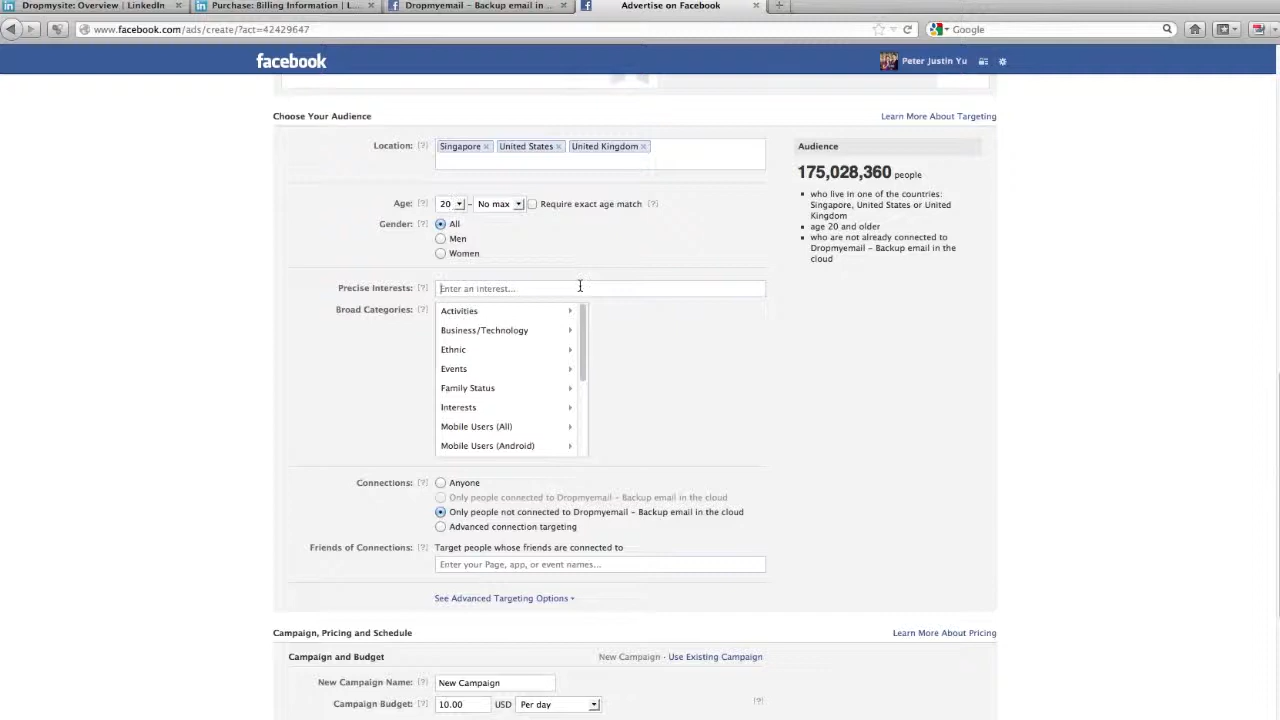 Dropmysite: Overview | LinkedIn
Purchase: Billing Information | L...
Dropmyemail – Backup email in ...
Advertise on Facebook
www.facebook.com/ads/create/?act=42429647
Google
facebook
Peter Justin Yu
Choose Your Audience
Learn More About Targeting
Location: [?]
Singapore × United States × United Kingdom ×
Audience
175,028,360 people
who live in one of the countries:
Singapore, United States or United
Kingdom
age 20 and older
who are not already connected to
Dropmyemail – Backup email in the
cloud
Age: [?] 20 – No max Require exact age match [?]
Gender: [?] All
Men
Women
Precise Interests: [?] Enter an interest...
Broad Categories: [?]
Activities
Business/Technology
Ethnic
Events
Family Status
Interests
Mobile Users (All)
Mobile Users (Android)
Connections: [?] Anyone
Only people connected to Dropmyemail – Backup email in the cloud
Only people not connected to Dropmyemail – Backup email in the cloud
Advanced connection targeting
Friends of Connections: [?] Target people whose friends are connected to
Enter your Page, app, or event names...
See Advanced Targeting Options
Campaign, Pricing and Schedule
Learn More About Pricing
Campaign and Budget
New Campaign · Use Existing Campaign
New Campaign Name: [?] New Campaign
Campaign Budget: [?] 10.00 USD Per day [?]